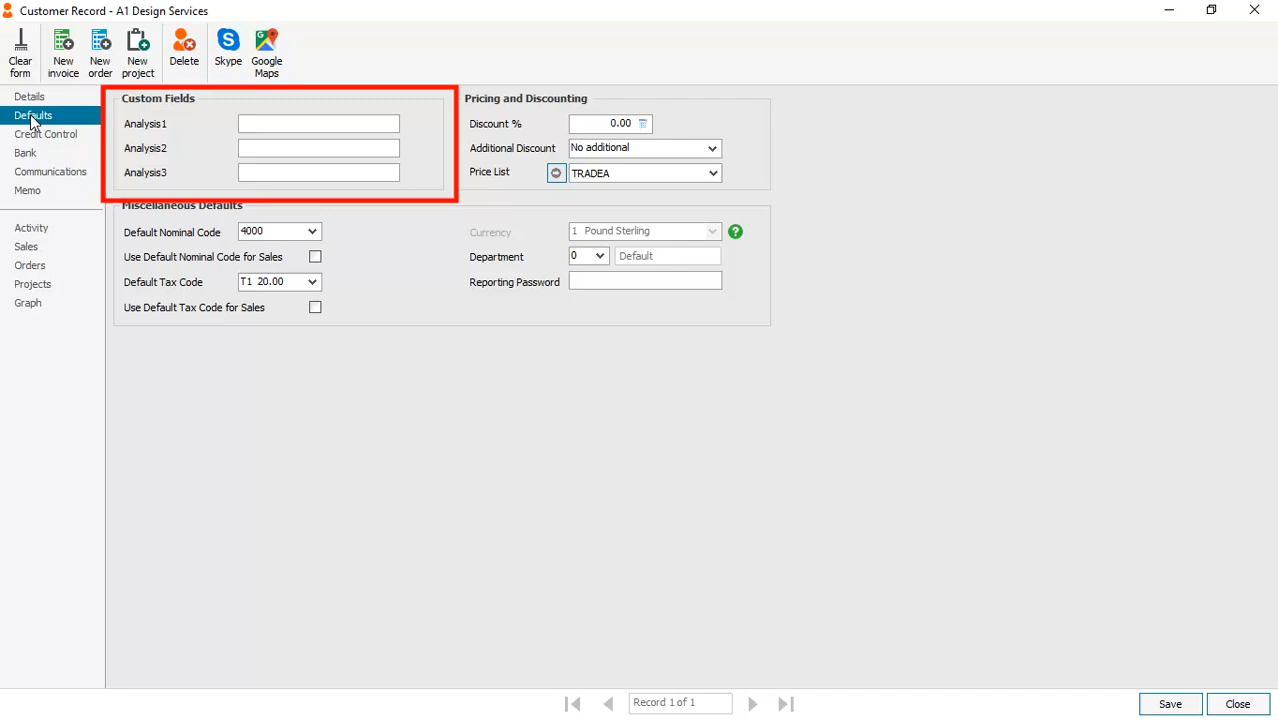 Customer Record - A1 Design Services
Clear form
New invoice
New order
New project
Delete
Skype
Google Maps
Details
Defaults
Credit Control
Bank
Communications
Memo
Activity
Sales
Orders
Projects
Graph
Custom Fields
Analysis1
Analysis2
Analysis3
Pricing and Discounting
Discount % 0.00
Additional Discount No additional
Price List TRADEA
Miscellaneous Defaults
Default Nominal Code 4000
Use Default Nominal Code for Sales
Default Tax Code T1 20.00
Use Default Tax Code for Sales
Currency 1 Pound Sterling ?
Department 0 Default
Reporting Password
Record 1 of 1
Save
Close